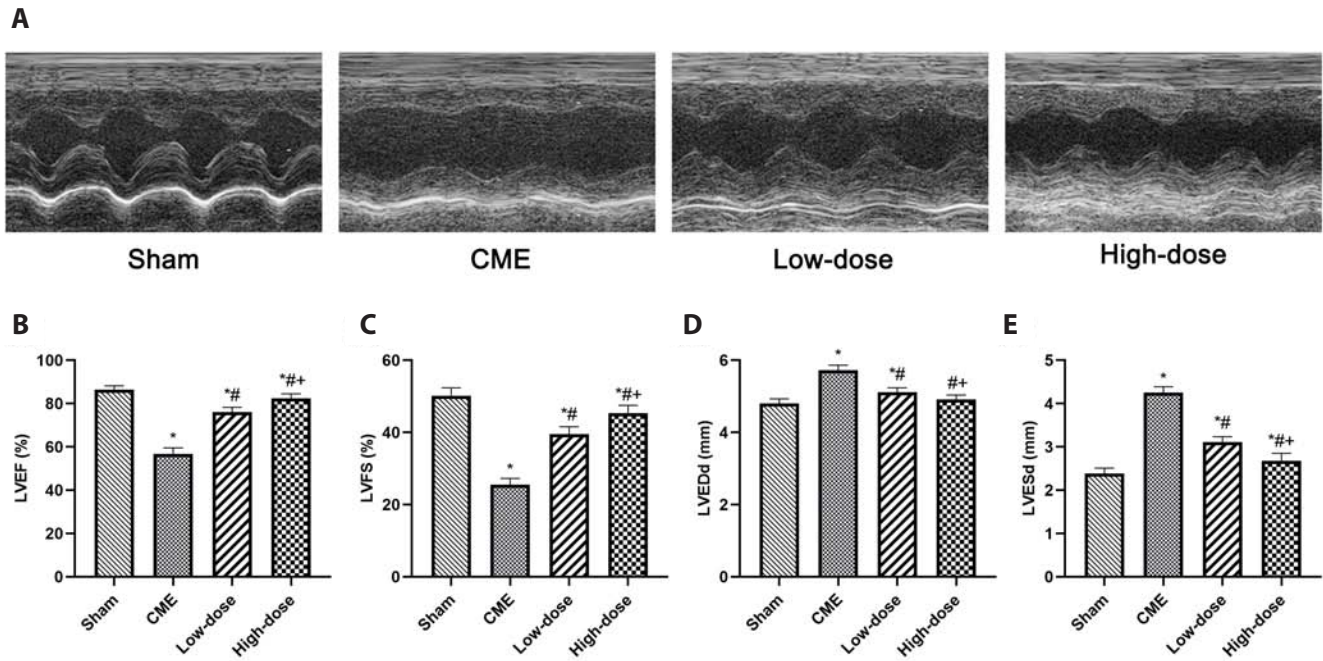 A
Sham
CME
Low-dose
High-dose
B
LVEF (%)
100
80
60
40
20
0
*
*#
*#+
Sham
CME
Low-dose
High-dose
C
LVFS (%)
60
40
20
0
*
*#
*#+
Sham
CME
Low-dose
High-dose
D
LVEDd (mm)
6
4
2
0
*
*#
#+
Sham
CME
Low-dose
High-dose
E
LVESd (mm)
5
4
3
2
1
0
*
*#
*#+
Sham
CME
Low-dose
High-dose